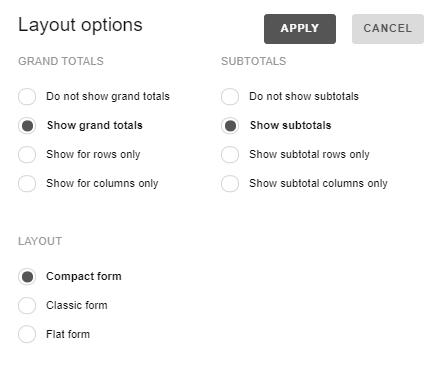 Layout options
APPLY
CANCEL
GRAND TOTALS
Do not show grand totals
Show grand totals
Show for rows only
Show for columns only
SUBTOTALS
Do not show subtotals
Show subtotals
Show subtotal rows only
Show subtotal columns only
LAYOUT
Compact form
Classic form
Flat form